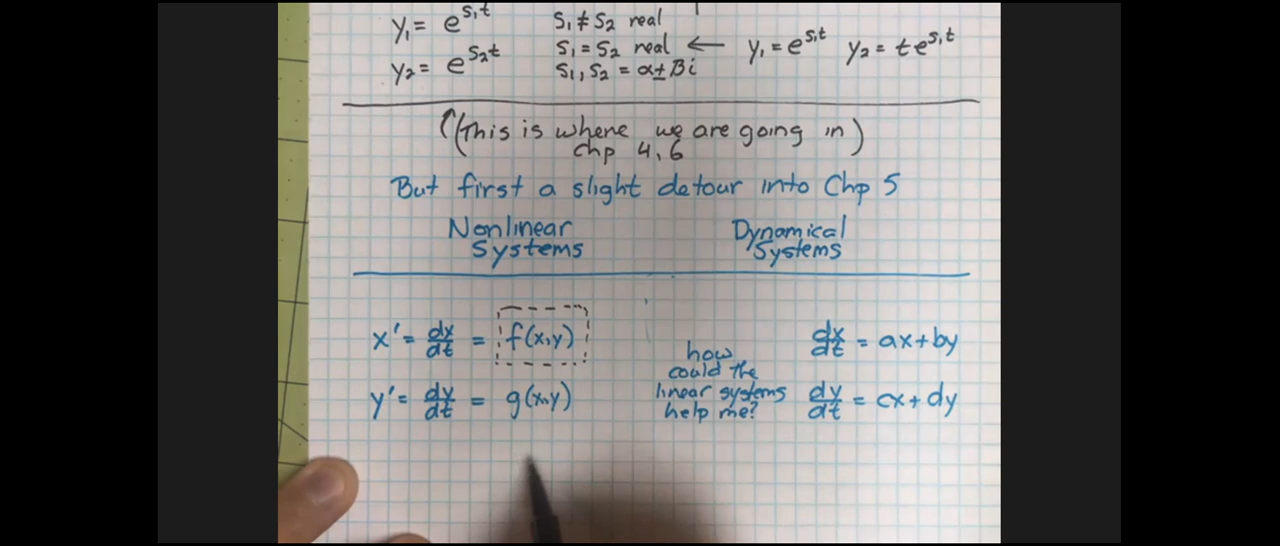 y₁ = e^{s₁t} s₁ ≠ s₂ real
s₁ = s₂ real ← y₁ = e^{s₁t} y₂ = te^{s₁t}
y₂ = e^{s₂t} s₁, s₂ = α ± Bi
(This is where we are going in)
chp 4, 6
But first a slight detour into Chp 5
Nonlinear Dynamical
Systems Systems
x' = dx/dt = f(x,y)
how
could the
linear systems
help me?
dx/dt = ax + by
y' = dy/dt = g(x,y)
dy/dt = cx + dy